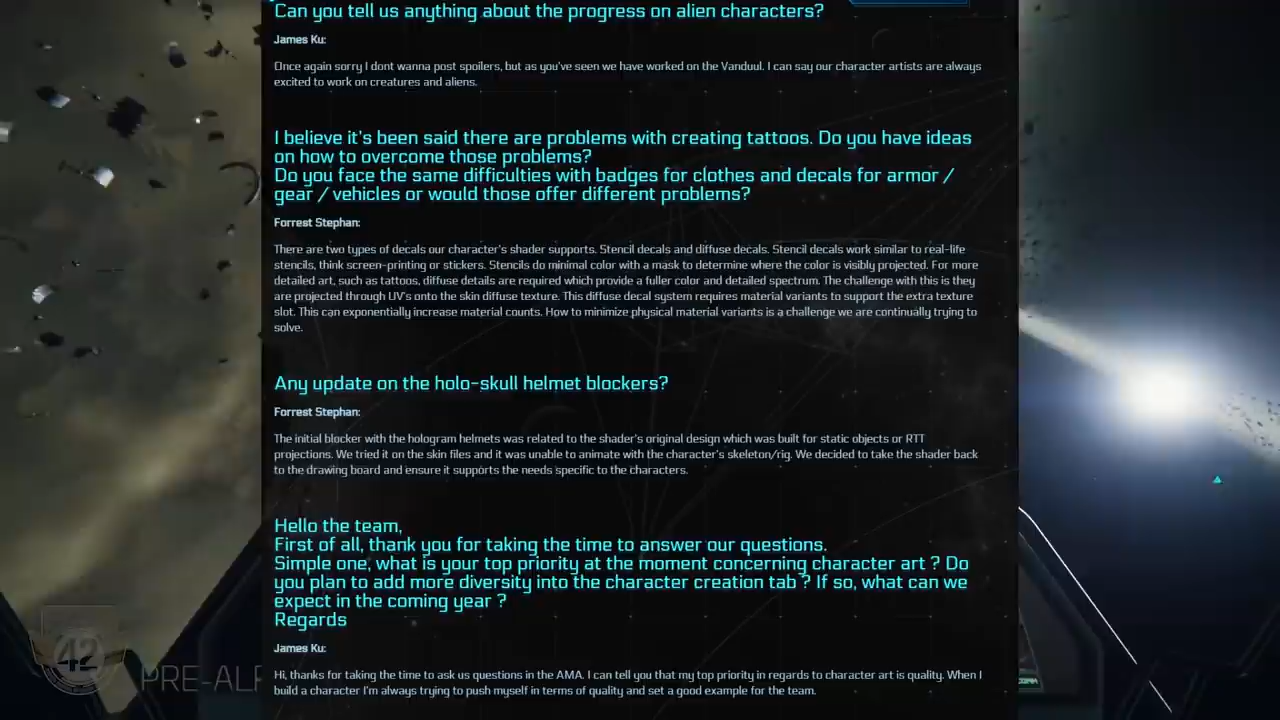 Can you tell us anything about the progress on alien characters?
James Ku:
Once again sorry I dont wanna post spoilers, but as you've seen we have worked on the Vanduul. I can say our character artists are always
excited to work on creatures and aliens.
I believe it's been said there are problems with creating tattoos. Do you have ideas
on how to overcome those problems?
Do you face the same difficulties with badges for clothes and decals for armor /
gear / vehicles or would those offer different problems?
Forrest Stephan:
There are two types of decals our character's shader supports. Stencil decals and diffuse decals. Stencil decals work similar to real-life
stencils, think screen-printing or stickers. Stencils do minimal color with a mask to determine where the color is visibly projected. For more
detailed art, such as tattoos, diffuse details are required which provide a fuller color and detailed spectrum. The challenge with this is they
are projected through UV's onto the skin diffuse texture. This diffuse decal system requires material variants to support the extra texture
slot. This can exponentially increase material counts. How to minimize physical material variants is a challenge we are continually trying to
solve.
Any update on the holo-skull helmet blockers?
Forrest Stephan:
The initial blocker with the hologram helmets was related to the shader's original design which was built for static objects or RTT
projections. We tried it on the skin files and it was unable to animate with the character's skeleton/rig. We decided to take the shader back
to the drawing board and ensure it supports the needs specific to the characters.
Hello the team,
First of all, thank you for taking the time to answer our questions.
Simple one, what is your top priority at the moment concerning character art ? Do
you plan to add more diversity into the character creation tab ? If so, what can we
expect in the coming year ?
Regards
James Ku:
Hi, thanks for taking the time to ask us questions in the AMA. I can tell you that my top priority in regards to character art is quality. When I
build a character I'm always trying to push myself in terms of quality and set a good example for the team.
42
PRE-ALP